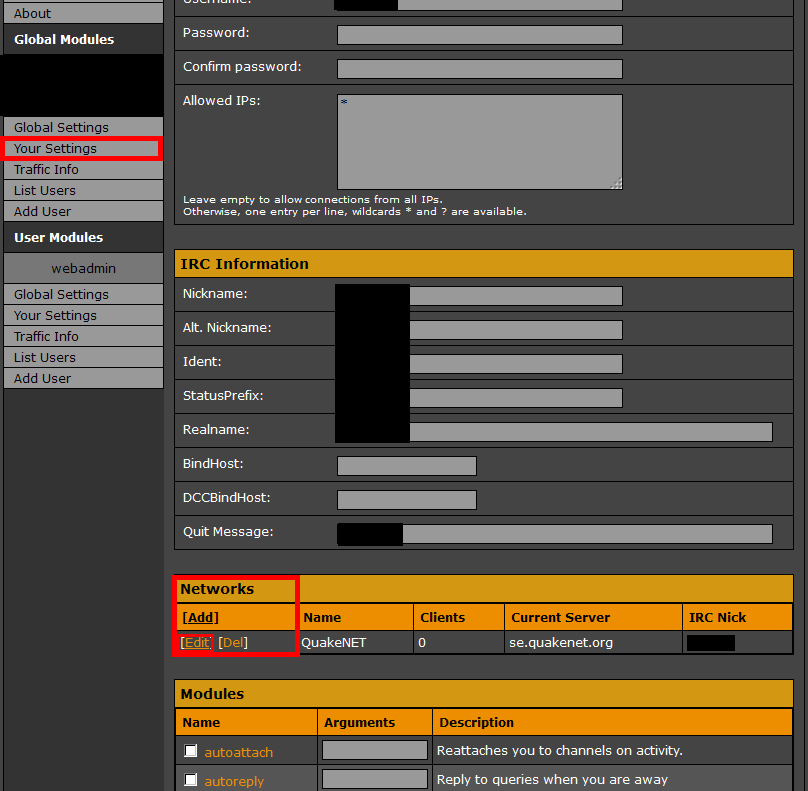 About
Global Modules
Global Settings
Your Settings
Traffic Info
List Users
Add User
User Modules
webadmin
Global Settings
Your Settings
Traffic Info
List Users
Add User
Username:
Password:
Confirm password:
Allowed IPs:
*
Leave empty to allow connections from all IPs.
Otherwise, one entry per line, wildcards * and ? are available.
IRC Information
Nickname:
Alt. Nickname:
Ident:
StatusPrefix:
Realname:
BindHost:
DCCBindHost:
Quit Message:
Networks
[Add] Name Clients Current Server IRC Nick
[Edit] [Del] QuakeNET 0 se.quakenet.org
Modules
Name Arguments Description
autoattach Reattaches you to channels on activity.
autoreply Reply to queries when you are away